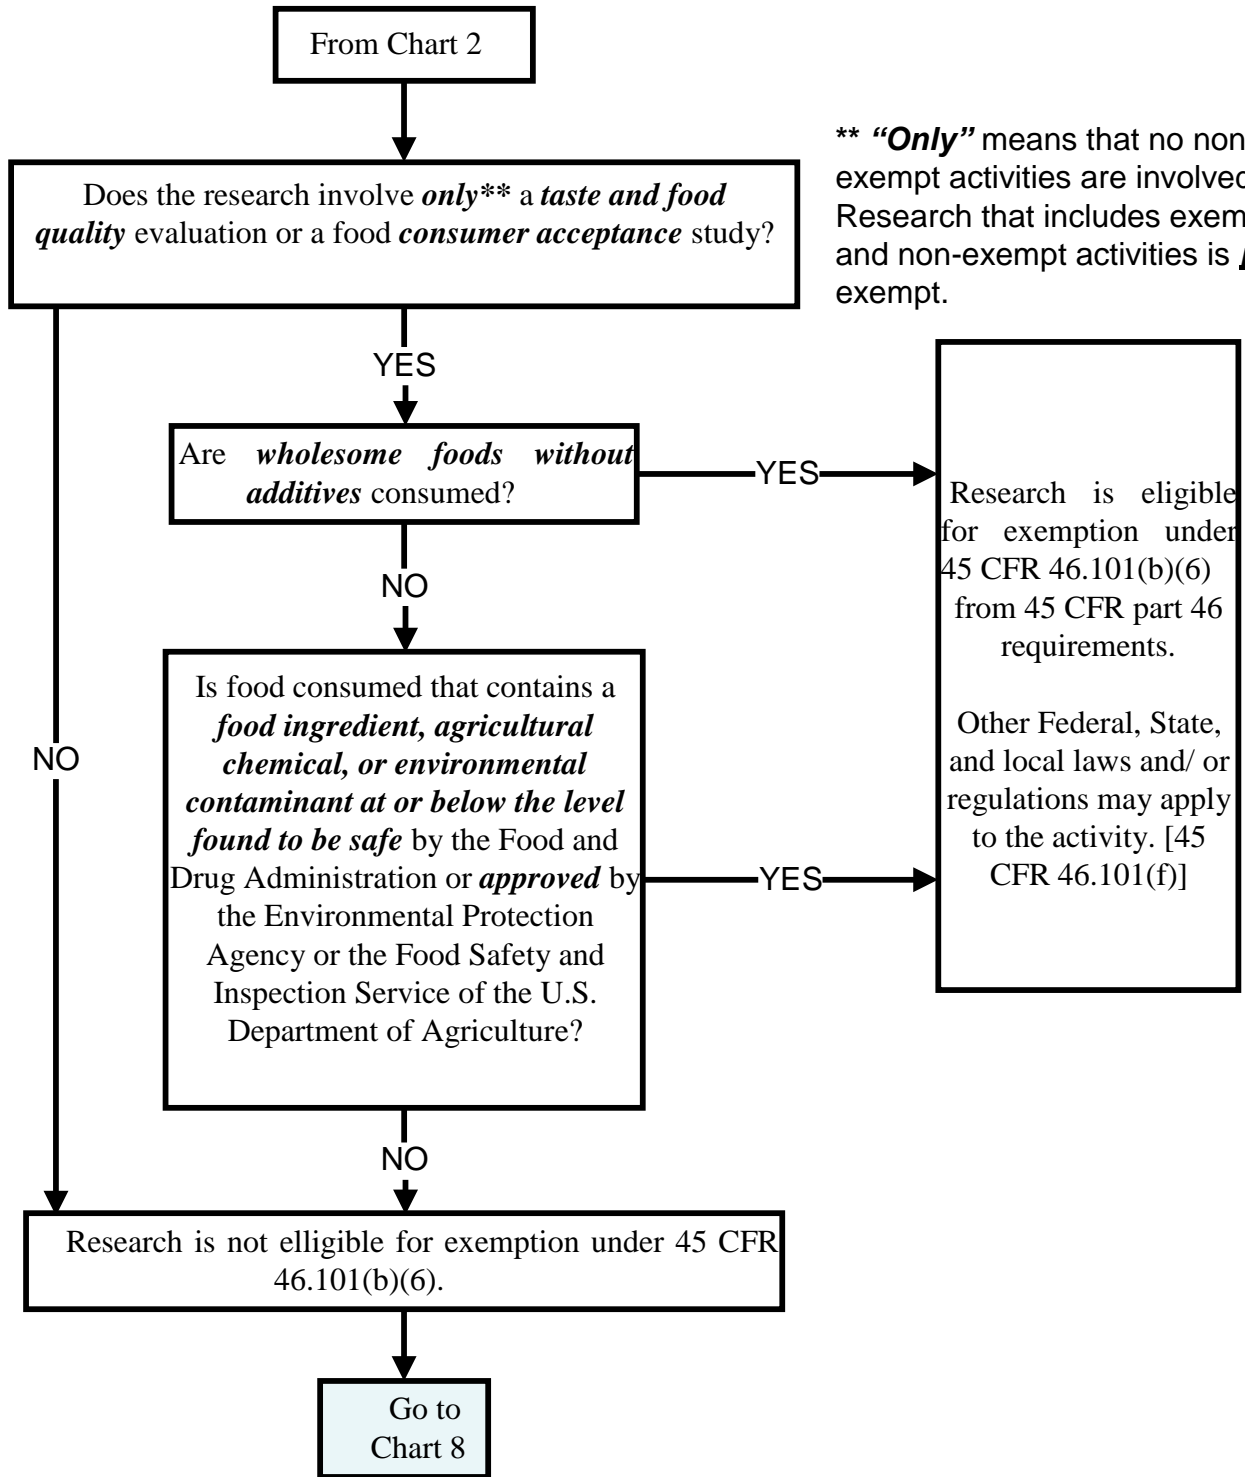 From Chart 2
** “Only” means that no non-
exempt activities are involved
Research that includes exem
and non-exempt activities is
exempt.
Does the research involve only** a taste and food
quality evaluation or a food consumer acceptance study?
YES
Are wholesome foods without
additives consumed?
YES
Research is eligible
for exemption under
45 CFR 46.101(b)(6)
from 45 CFR part 46
requirements.
Other Federal, State,
and local laws and/ or
regulations may apply
to the activity. [45
CFR 46.101(f)]
NO
NO
Is food consumed that contains a
food ingredient, agricultural
chemical, or environmental
contaminant at or below the level
found to be safe by the Food and
Drug Administration or approved by
the Environmental Protection
Agency or the Food Safety and
Inspection Service of the U.S.
Department of Agriculture?
YES
NO
Research is not elligible for exemption under 45 CFR
46.101(b)(6).
Go to
Chart 8